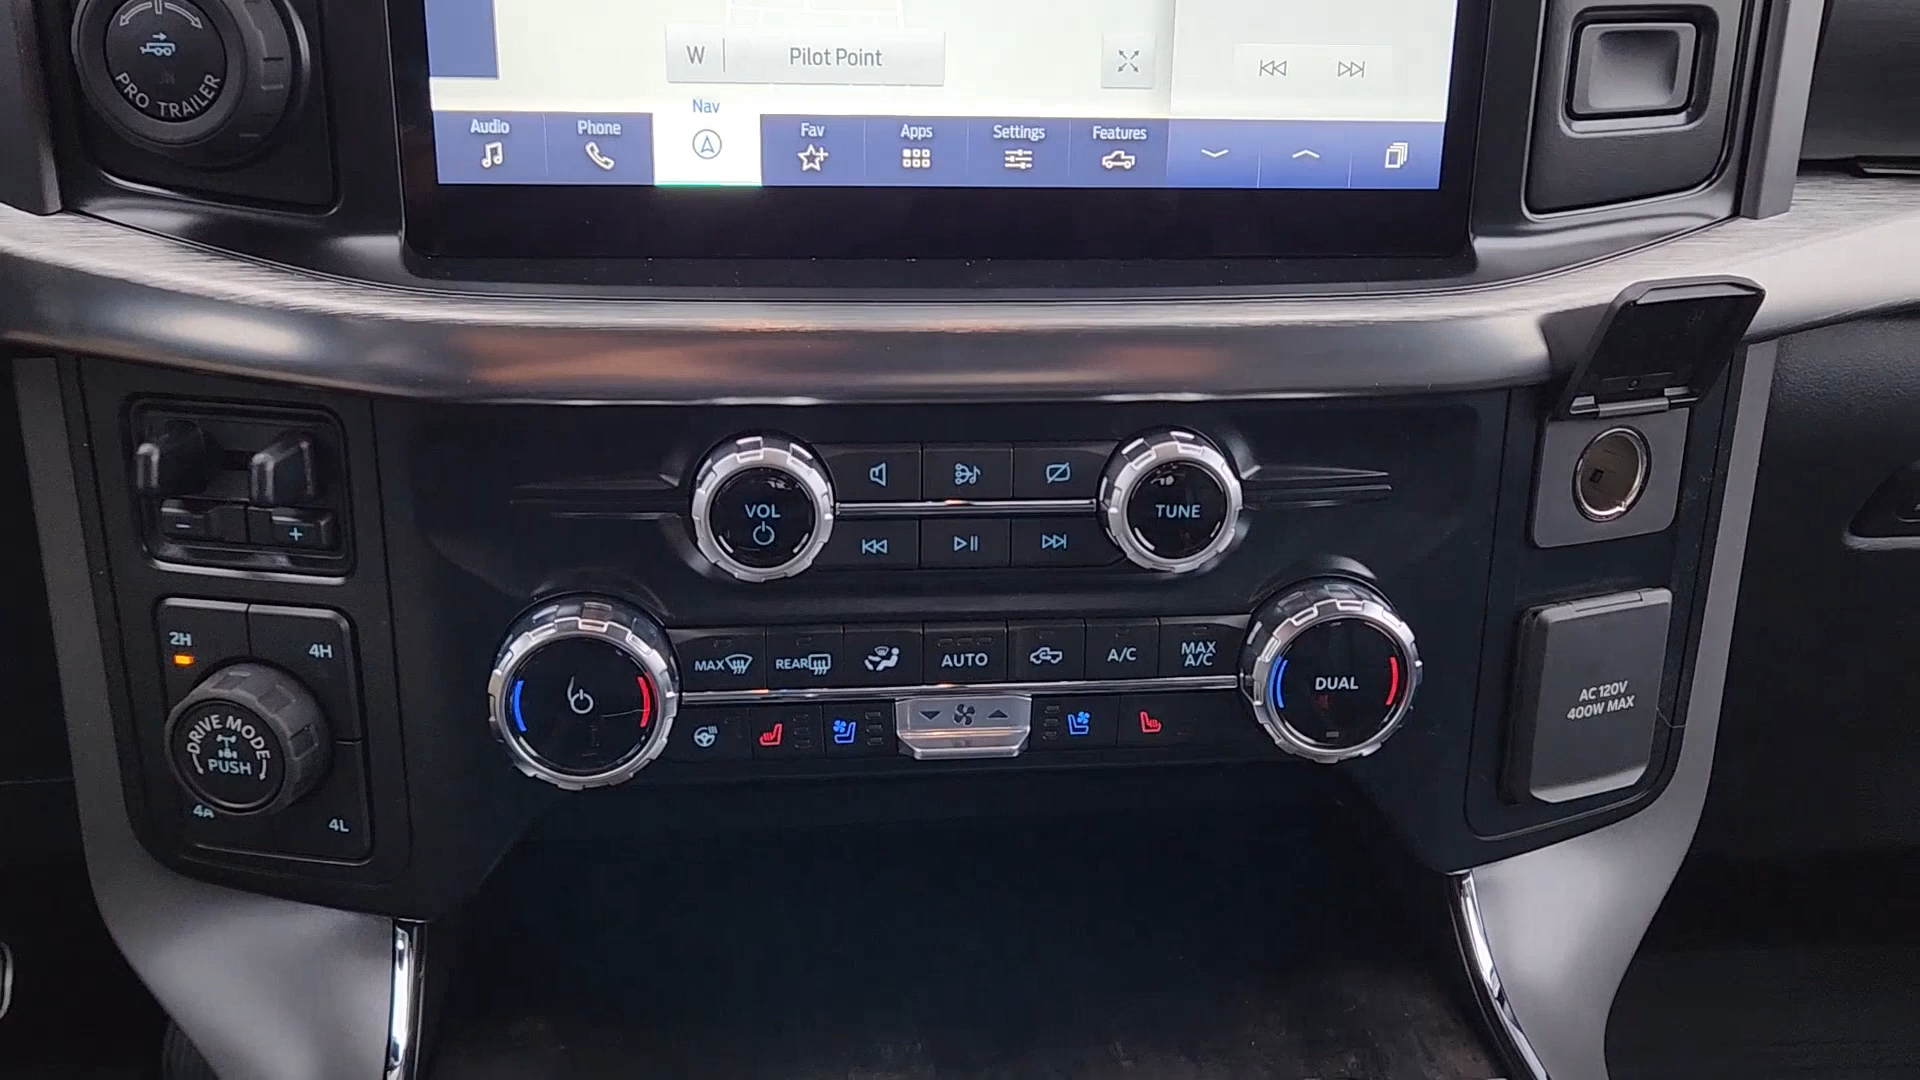 PRO TRAILER
W
Pilot Point
Audio
Phone
Nav
Fav
Apps
Settings
Features
VOL
TUNE
-
+
2H
4H
DRIVE MODE
PUSH
4A
4L
MAX
REAR
AUTO
A/C
MAX
A/C
DUAL
AC 120V
400W MAX